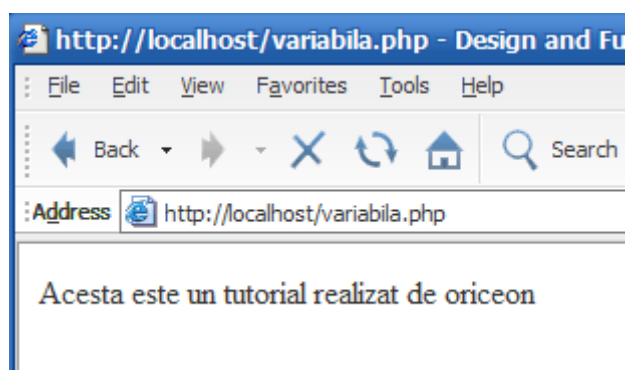 http://localhost/variabila.php - Design and Fu
File Edit View Favorites Tools Help
Back Search
Address http://localhost/variabila.php
Acesta este un tutorial realizat de oriceon